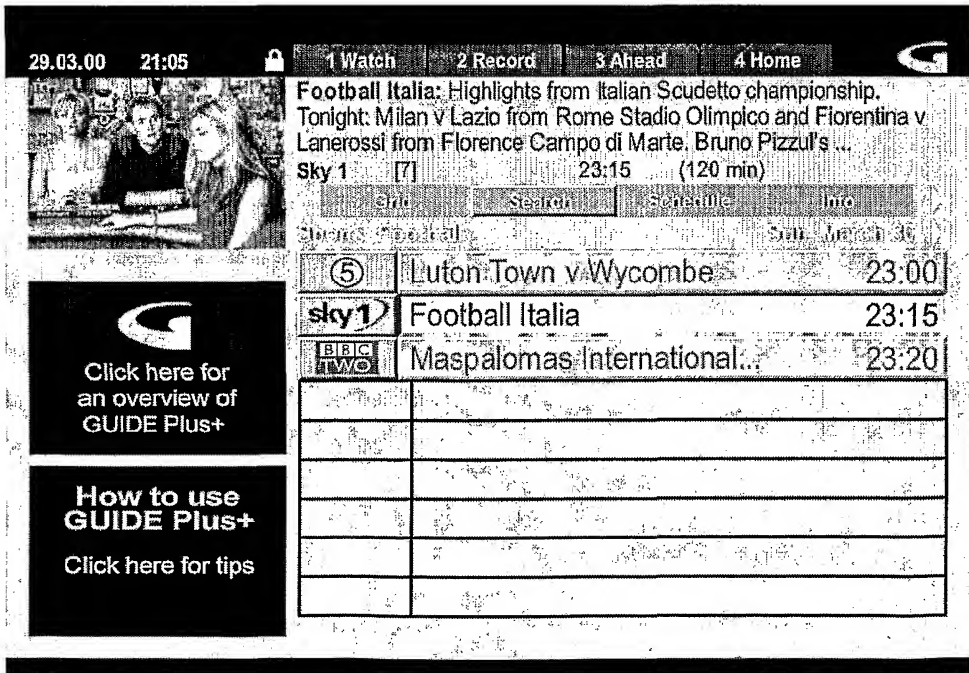 29.03.00 21:05
1 Watch 2 Record 3 Ahead 4 Home
Football Italia: Highlights from Italian Scudetto championship.
Tonight: Milan v Lazio from Rome Stadio Olimpico and Fiorentina v
Lanerossi from Florence Campo di Marte. Bruno Pizzul's ...
Sky 1 [7] 23:15 (120 min)
Grid Search Schedule Info
5 Luton Town v Wycombe 23:00
sky1 Football Italia 23:15
BBC TWO Maspalomas International... 23:20
Click here for
an overview of
GUIDE Plus+
How to use
GUIDE Plus+
Click here for tips